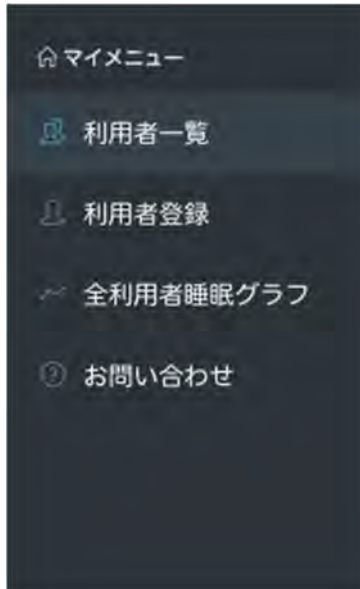 マイメニュー
利用者一覧
利用者登録
全利用者睡眠グラフ
お問い合わせ